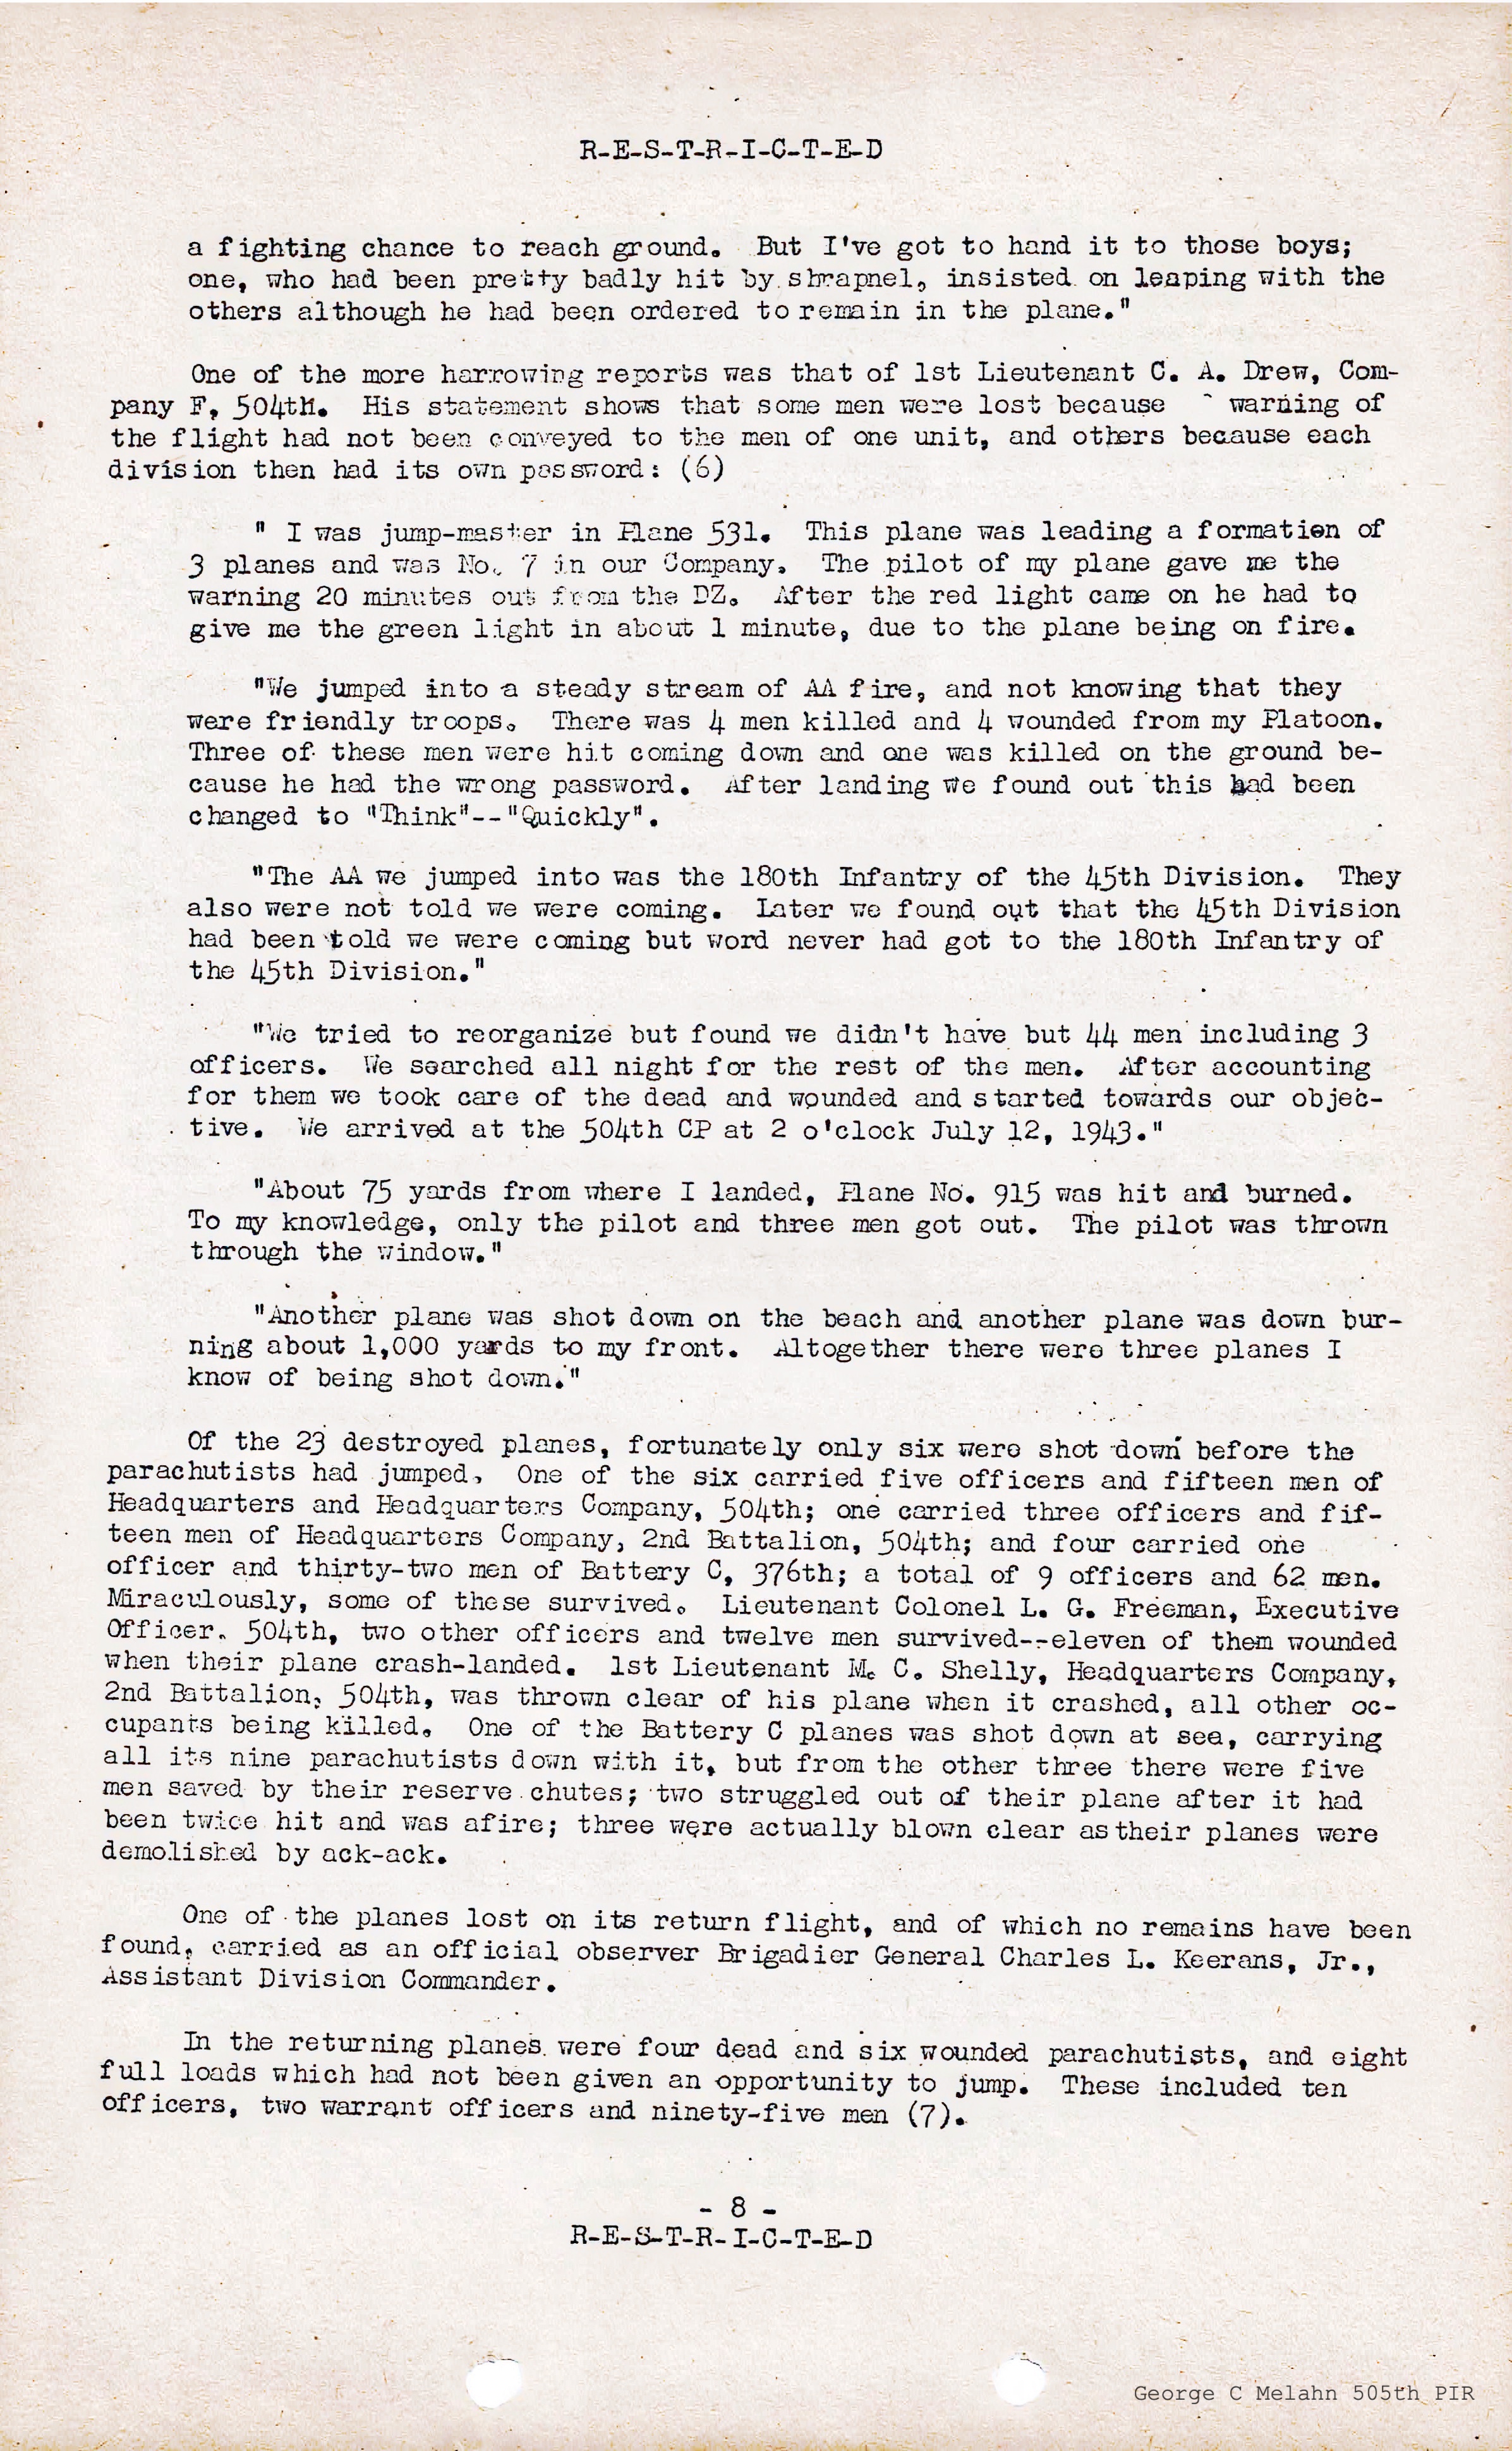 R-E-S-T-R-I-C-T-E-D
a fighting chance to reach ground. But I've got to hand it to those boys;
one, who had been pretty badly hit by shrapnel, insisted on leaping with the
others although he had been ordered to remain in the plane."
One of the more harrowing reports was that of 1st Lieutenant C. A. Drew, Com-
pany F, 504th. His statement shows that some men were lost because warning of
the flight had not been conveyed to the men of one unit, and others because each
division then had its own password: (6)
" I was jump-master in Plane 531. This plane was leading a formation of
3 planes and was No. 7 in our Company. The pilot of my plane gave me the
warning 20 minutes out from the DZ. After the red light came on he had to
give me the green light in about 1 minute, due to the plane being on fire.
"We jumped into a steady stream of AA fire, and not knowing that they
were friendly troops. There was 4 men killed and 4 wounded from my Platoon.
Three of these men were hit coming down and one was killed on the ground be-
cause he had the wrong password. After landing we found out this had been
changed to "Think"--"Quickly".
"The AA we jumped into was the 180th Infantry of the 45th Division. They
also were not told we were coming. Later we found out that the 45th Division
had been told we were coming but word never had got to the 180th Infantry of
the 45th Division."
"We tried to reorganize but found we didn't have but 44 men including 3
officers. We searched all night for the rest of the men. After accounting
for them we took care of the dead and wounded and started towards our objec-
tive. We arrived at the 504th CP at 2 o'clock July 12, 1943."
"About 75 yards from where I landed, Plane No. 915 was hit and burned.
To my knowledge, only the pilot and three men got out. The pilot was thrown
through the window."
"Another plane was shot down on the beach and another plane was down bur-
ning about 1,000 yards to my front. Altogether there were three planes I
know of being shot down."
Of the 23 destroyed planes, fortunately only six were shot down before the
parachutists had jumped. One of the six carried five officers and fifteen men of
Headquarters and Headquarters Company, 504th; one carried three officers and fif-
teen men of Headquarters Company, 2nd Battalion, 504th; and four carried one
officer and thirty-two men of Battery C, 376th; a total of 9 officers and 62 men.
Miraculously, some of these survived. Lieutenant Colonel L. G. Freeman, Executive
Officer, 504th, two other officers and twelve men survived--eleven of them wounded
when their plane crash-landed. 1st Lieutenant M. C. Shelly, Headquarters Company,
2nd Battalion, 504th, was thrown clear of his plane when it crashed, all other oc-
cupants being killed. One of the Battery C planes was shot down at sea, carrying
all its nine parachutists down with it, but from the other three there were five
men saved by their reserve chutes; two struggled out of their plane after it had
been twice hit and was afire; three were actually blown clear as their planes were
demolished by ack-ack.
One of the planes lost on its return flight, and of which no remains have been
found, carried as an official observer Brigadier General Charles L. Keerans, Jr.,
Assistant Division Commander.
In the returning planes were four dead and six wounded parachutists, and eight
full loads which had not been given an opportunity to jump. These included ten
officers, two warrant officers and ninety-five men (7).
- 8 -
R-E-S-T-R-I-C-T-E-D
George C Melahn 505th PIR